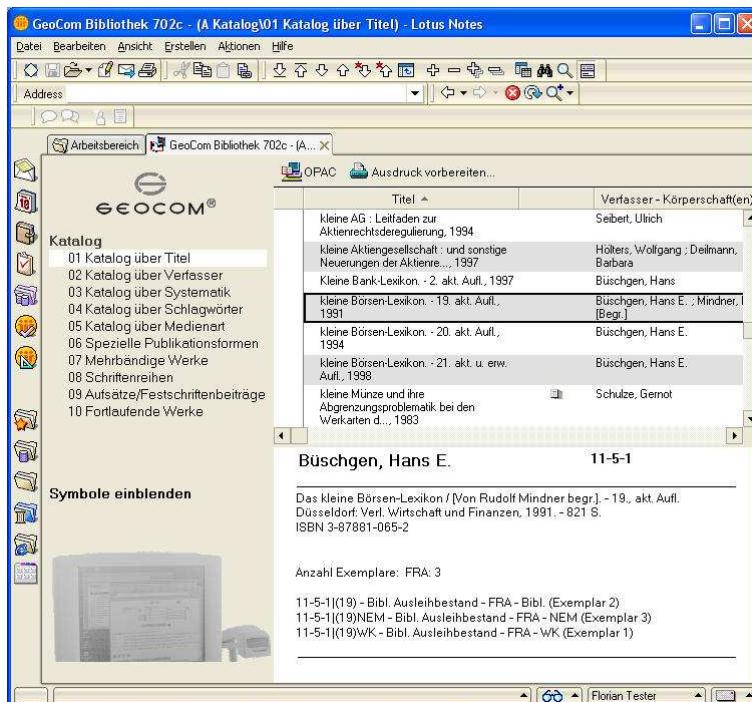 GeoCom Bibliothek 702c - (A Katalog\01 Katalog über Titel) - Lotus Notes
Datei Bearbeiten Ansicht Erstellen Aktionen Hilfe
Address
Arbeitsbereich
GeoCom Bibliothek 702c - (A...
GEOCOM®
OPAC
Ausdruck vorbereiten...
Katalog
01 Katalog über Titel
02 Katalog über Verfasser
03 Katalog über Systematik
04 Katalog über Schlagwörter
05 Katalog über Medienart
06 Spezielle Publikationsformen
07 Mehrbändige Werke
08 Schriftenreihen
09 Aufsätze/Festschriftenbeiträge
10 Fortlaufende Werke
Symbole einblenden
Titel
Verfasser - Körperschaft(en)
kleine AG : Leitfaden zur
Aktienrechtsderegulierung, 1994
Seibert, Ulrich
kleine Aktiengesellschaft : und sonstige
Neuerungen der Aktienre..., 1997
Hölters, Wolfgang ; Deilmann,
Barbara
Kleine Bank-Lexikon. - 2. akt. Aufl., 1997
Büschgen, Hans
kleine Börsen-Lexikon. - 19. akt. Aufl.,
1991
Büschgen, Hans E. ; Mindner,
[Begr.]
kleine Börsen-Lexikon. - 20. akt. Aufl.,
1994
Büschgen, Hans E.
kleine Börsen-Lexikon. - 21. akt. u. erw.
Aufl., 1998
Büschgen, Hans E.
kleine Münze und ihre
Abgrenzungsproblematik bei den
Werkarten d..., 1983
Schulze, Gernot
Büschgen, Hans E. 11-5-1
Das kleine Börsen-Lexikon / [Von Rudolf Mindner begr.]. - 19., akt. Aufl.
Düsseldorf: Verl. Wirtschaft und Finanzen, 1991. - 821 S.
ISBN 3-87881-065-2
Anzahl Exemplare: FRA: 3
11-5-1|(19) - Bibl. Ausleihbestand - FRA - Bibl. (Exemplar 2)
11-5-1|(19)NEM - Bibl. Ausleihbestand - FRA - NEM (Exemplar 3)
11-5-1|(19)WK - Bibl. Ausleihbestand - FRA - WK (Exemplar 1)
Florian Tester